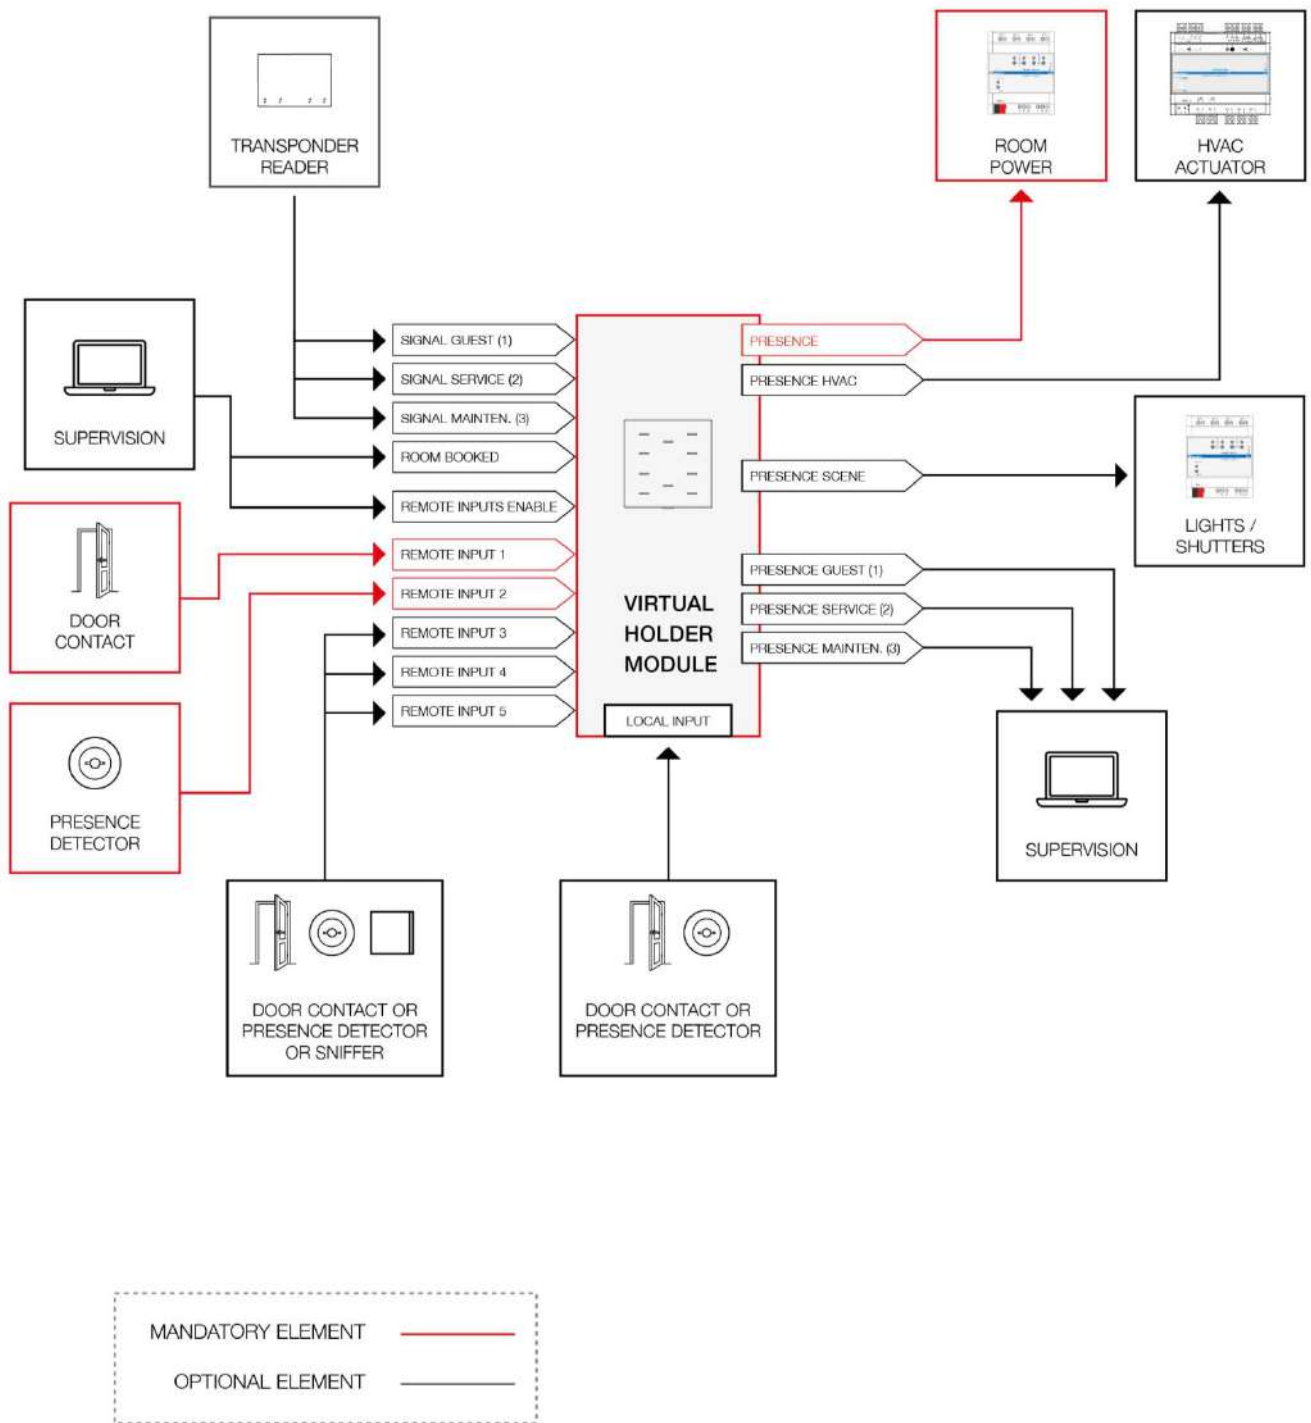 TRANSPONDER
READER
ROOM
POWER
HVAC
ACTUATOR
SUPERVISION
SIGNAL GUEST (1)
SIGNAL SERVICE (2)
SIGNAL MAINTEN. (3)
ROOM BOOKED
REMOTE INPUTS ENABLE
REMOTE INPUT 1
REMOTE INPUT 2
REMOTE INPUT 3
REMOTE INPUT 4
REMOTE INPUT 5
DOOR
CONTACT
PRESENCE
DETECTOR
VIRTUAL
HOLDER
MODULE
LOCAL INPUT
PRESENCE
PRESENCE HVAC
PRESENCE SCENE
PRESENCE GUEST (1)
PRESENCE SERVICE (2)
PRESENCE MAINTEN. (3)
LIGHTS /
SHUTTERS
SUPERVISION
DOOR CONTACT OR
PRESENCE DETECTOR
OR SNIFFER
DOOR CONTACT OR
PRESENCE DETECTOR
MANDATORY ELEMENT
OPTIONAL ELEMENT